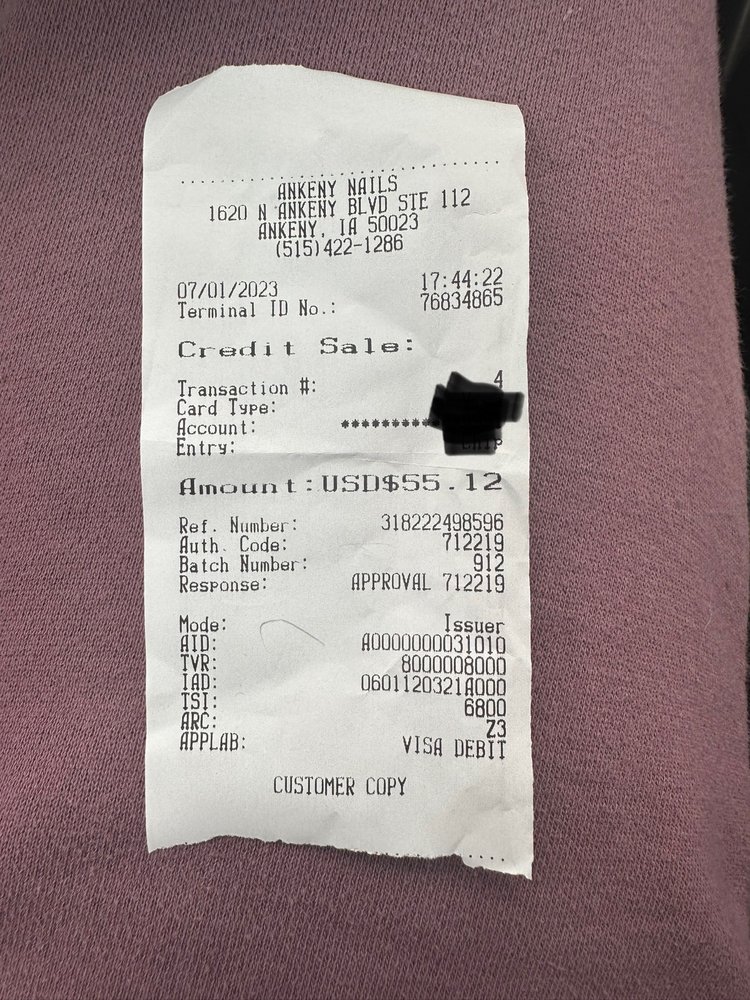 ANKENY NAILS
1620 N ANKENY BLVD STE 112
ANKENY, IA 50023
(515)422-1286
07/01/2023 17:44:22
Terminal ID No.: 76834865
Credit Sale:
Transaction #: 4
Card Type:
Account: *********
Entry:
Amount: USD$55.12
Ref. Number: 318222498596
Auth. Code: 712219
Batch Number: 912
Response: APPROVAL 712219
Mode: Issuer
AID: A0000000031010
TVR: 8000008000
IAD: 0601120321A000
TSI: 6800
ARC: Z3
APPLAB: VISA DEBIT
CUSTOMER COPY